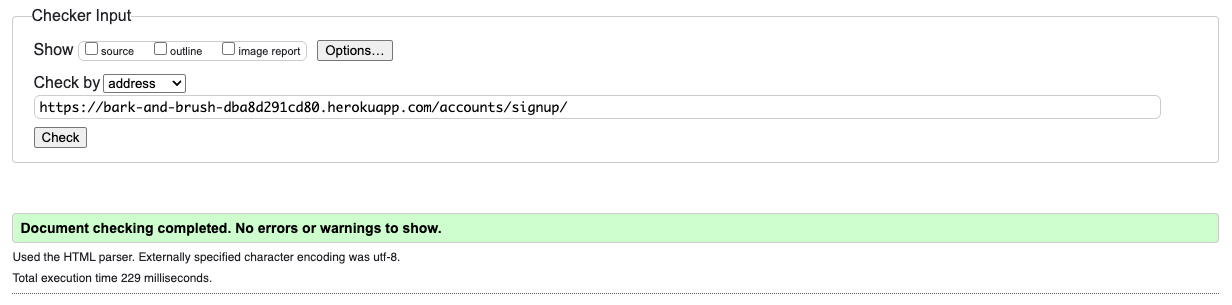 Checker Input
Show source outline image report Options...
Check by address
https://bark-and-brush-dba8d291cd80.herokuapp.com/accounts/signup/
Check
Document checking completed. No errors or warnings to show.
Used the HTML parser. Externally specified character encoding was utf-8.
Total execution time 229 milliseconds.